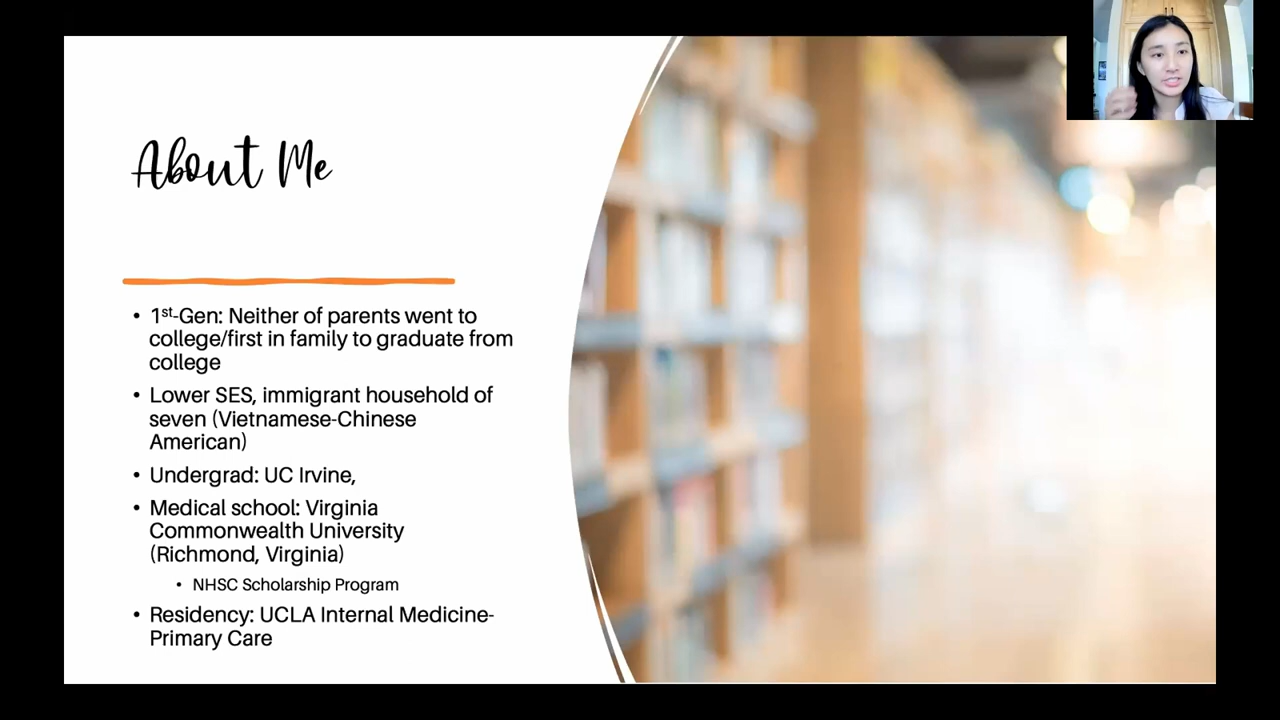 About Me
• 1st-Gen: Neither of parents went to
college/first in family to graduate from
college
• Lower SES, immigrant household of
seven (Vietnamese-Chinese
American)
• Undergrad: UC Irvine,
• Medical school: Virginia
Commonwealth University
(Richmond, Virginia)
• NHSC Scholarship Program
• Residency: UCLA Internal Medicine-
Primary Care